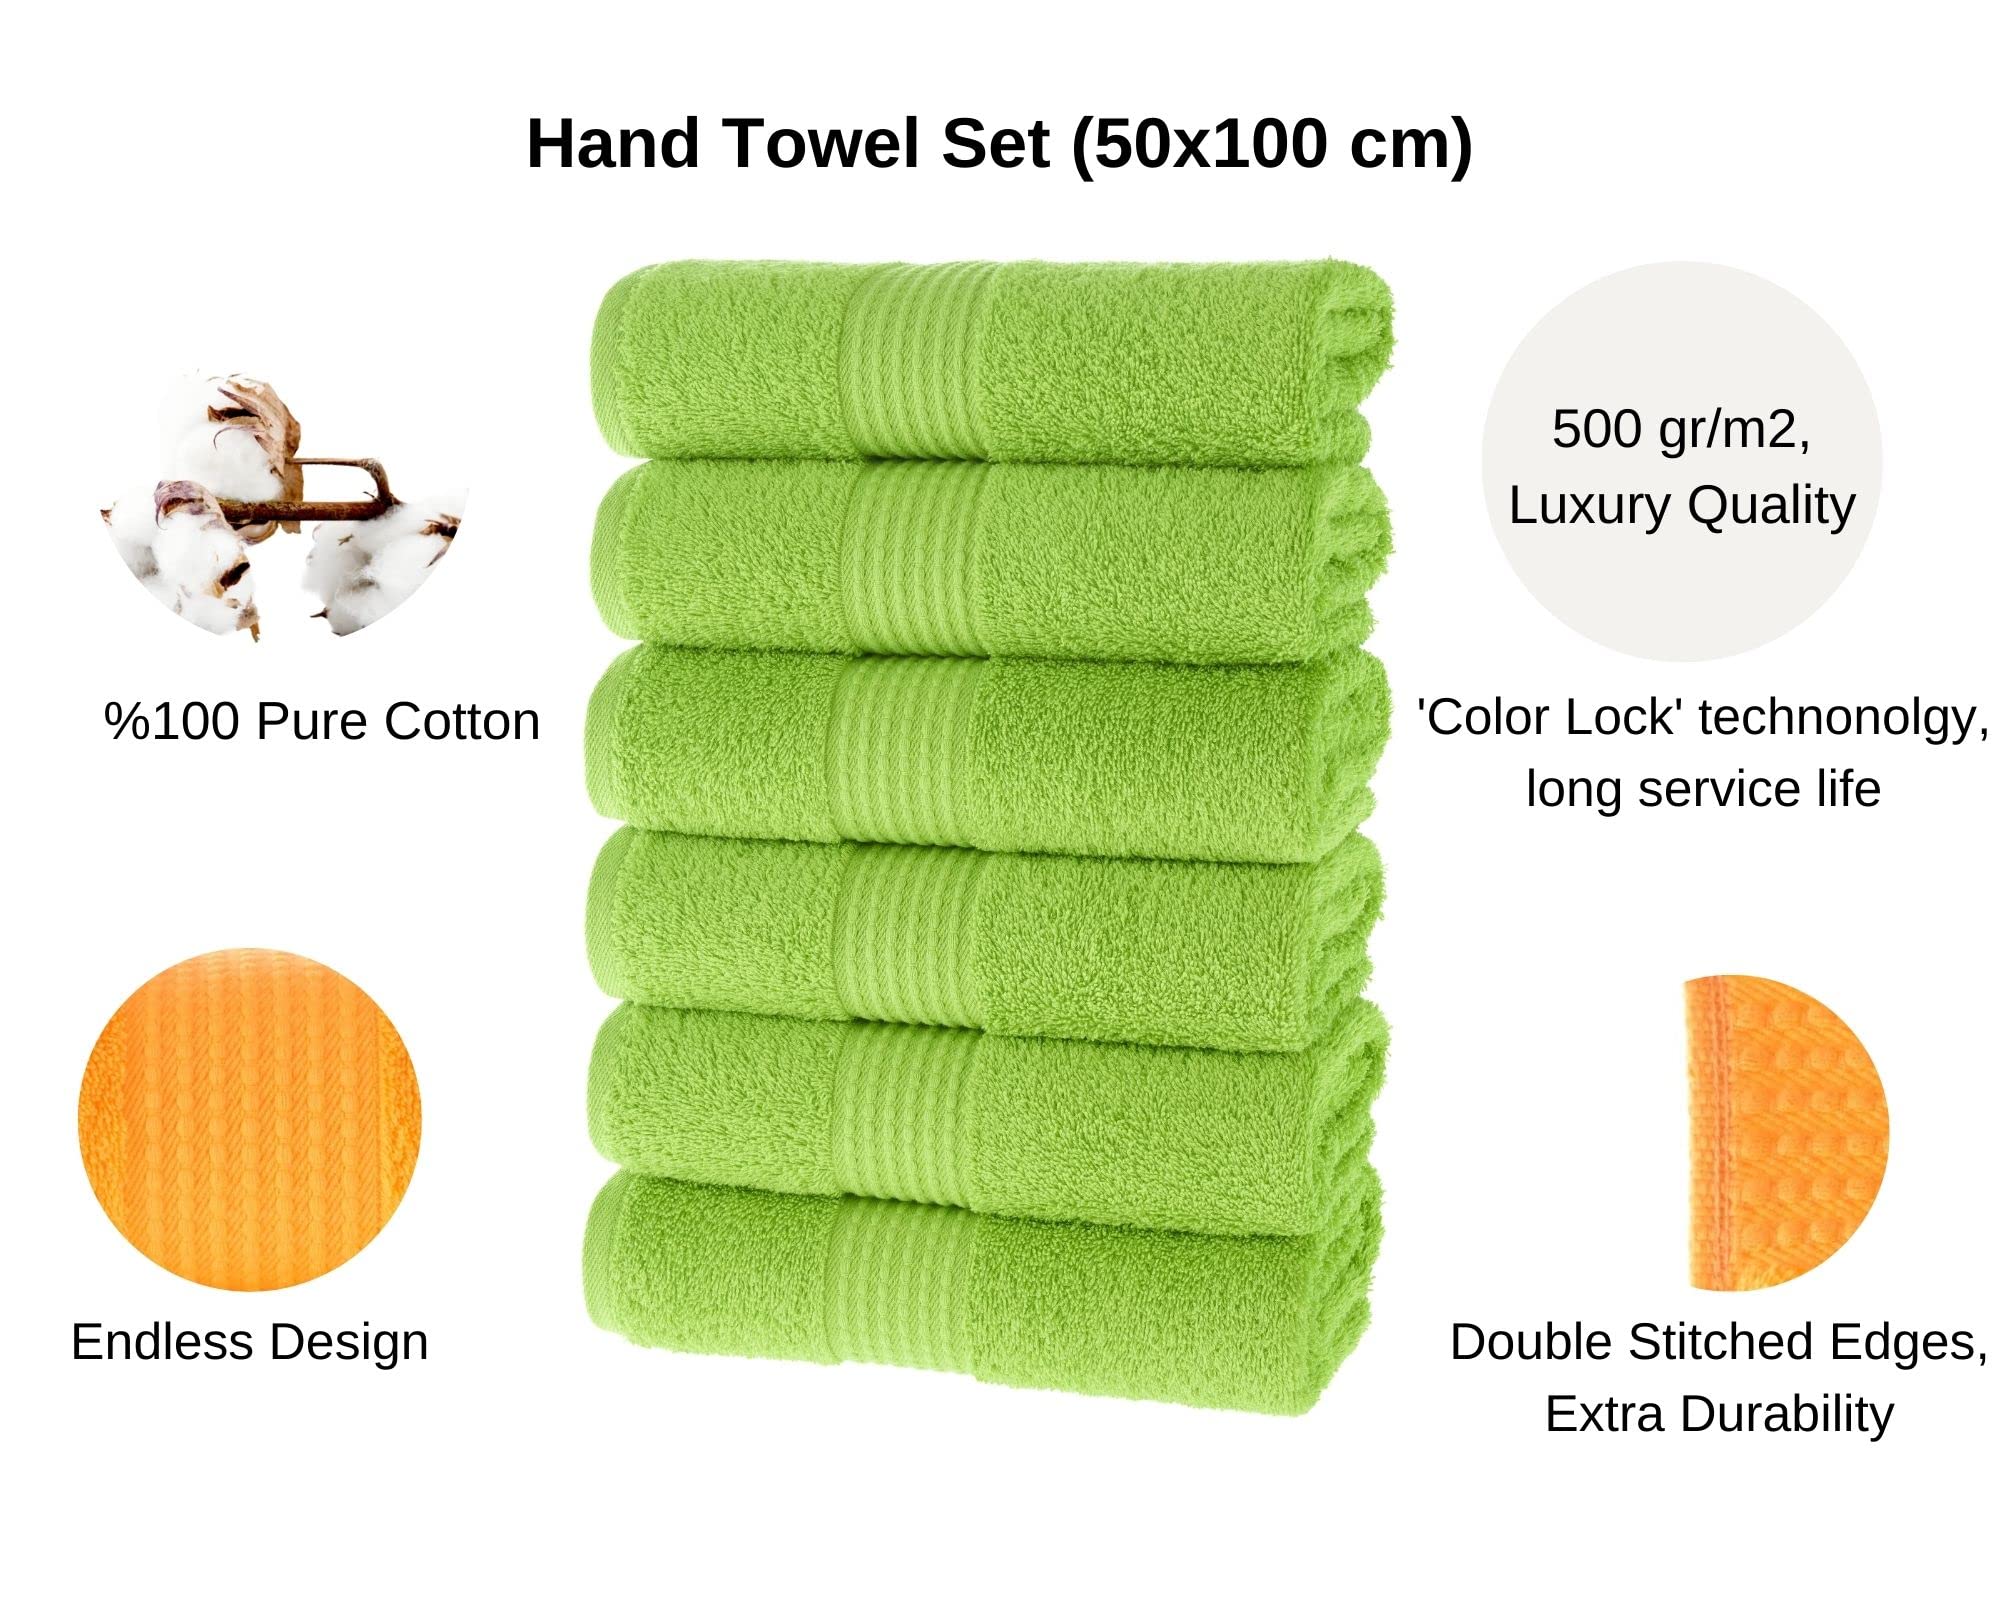 Hand Towel Set (50x100 cm)
500 gr/m2,
Luxury Quality
%100 Pure Cotton
'Color Lock' technonolgy,
long service life
Endless Design
Double Stitched Edges,
Extra Durability